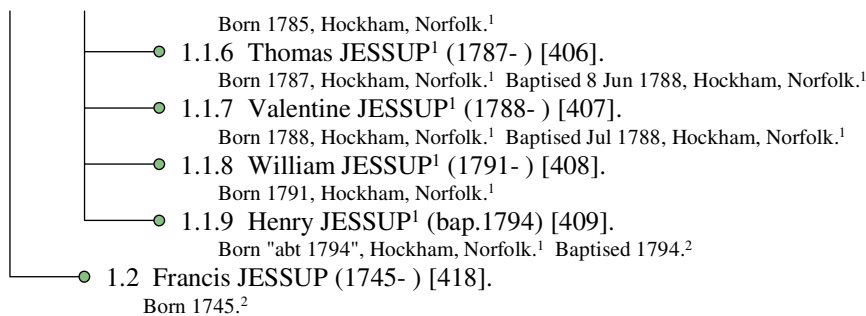 Born 1785, Hockham, Norfolk.¹
1.1.6 Thomas JESSUP¹ (1787- ) [406].
Born 1787, Hockham, Norfolk.¹ Baptised 8 Jun 1788, Hockham, Norfolk.¹
1.1.7 Valentine JESSUP¹ (1788- ) [407].
Born 1788, Hockham, Norfolk.¹ Baptised Jul 1788, Hockham, Norfolk.¹
1.1.8 William JESSUP¹ (1791- ) [408].
Born 1791, Hockham, Norfolk.¹
1.1.9 Henry JESSUP¹ (bap.1794) [409].
Born "abt 1794", Hockham, Norfolk.¹ Baptised 1794.²
1.2 Francis JESSUP (1745- ) [418].
Born 1745.²